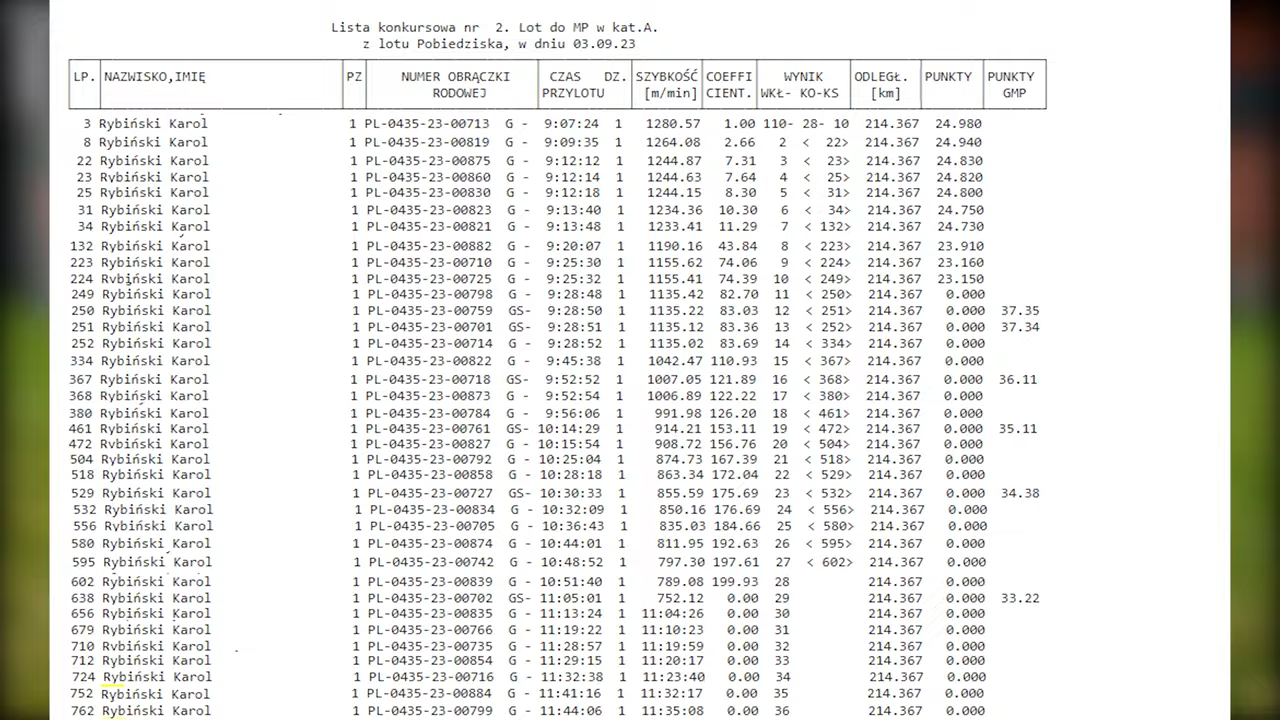 Lista konkursowa nr 2. Lot do MP w kat.A.
z lotu Pobiedziska, w dniu 03.09.23
LP. NAZWISKO,IMIĘ PZ NUMER OBRĄCZKI CZAS DZ. SZYBKOŚĆ COEFFI WYNIK ODLEGŁ. PUNKTY PUNKTY
RODOWEJ PRZYLOTU [m/min] CIENT. WKŁ- KO-KS [km] GMP
3 Rybiński Karol 1 PL-0435-23-00713 G - 9:07:24 1 1280.57 1.00 110- 28- 10 214.367 24.980
8 Rybiński Karol 1 PL-0435-23-00819 G - 9:09:35 1 1264.08 2.66 2 < 22> 214.367 24.940
22 Rybiński Karol 1 PL-0435-23-00875 G - 9:12:12 1 1244.87 7.31 3 < 23> 214.367 24.830
23 Rybiński Karol 1 PL-0435-23-00860 G - 9:12:14 1 1244.63 7.64 4 < 25> 214.367 24.820
25 Rybiński Karol 1 PL-0435-23-00830 G - 9:12:18 1 1244.15 8.30 5 < 31> 214.367 24.800
31 Rybiński Karol 1 PL-0435-23-00823 G - 9:13:40 1 1234.36 10.30 6 < 34> 214.367 24.750
34 Rybiński Karol 1 PL-0435-23-00821 G - 9:13:48 1 1233.41 11.29 7 < 132> 214.367 24.730
132 Rybiński Karol 1 PL-0435-23-00882 G - 9:20:07 1 1190.16 43.84 8 < 223> 214.367 23.910
223 Rybiński Karol 1 PL-0435-23-00710 G - 9:25:30 1 1155.62 74.06 9 < 224> 214.367 23.160
224 Rybiński Karol 1 PL-0435-23-00725 G - 9:25:32 1 1155.41 74.39 10 < 249> 214.367 23.150
249 Rybiński Karol 1 PL-0435-23-00798 G - 9:28:48 1 1135.42 82.70 11 < 250> 214.367 0.000
250 Rybiński Karol 1 PL-0435-23-00759 GS- 9:28:50 1 1135.22 83.03 12 < 251> 214.367 0.000 37.35
251 Rybiński Karol 1 PL-0435-23-00701 GS- 9:28:51 1 1135.12 83.36 13 < 252> 214.367 0.000 37.34
252 Rybiński Karol 1 PL-0435-23-00714 G - 9:28:52 1 1135.02 83.69 14 < 334> 214.367 0.000
334 Rybiński Karol 1 PL-0435-23-00822 G - 9:45:38 1 1042.47 110.93 15 < 367> 214.367 0.000
367 Rybiński Karol 1 PL-0435-23-00718 GS- 9:52:52 1 1007.05 121.89 16 < 368> 214.367 0.000 36.11
368 Rybiński Karol 1 PL-0435-23-00873 G - 9:52:54 1 1006.89 122.22 17 < 380> 214.367 0.000
380 Rybiński Karol 1 PL-0435-23-00784 G - 9:56:06 1 991.98 126.20 18 < 461> 214.367 0.000
461 Rybiński Karol 1 PL-0435-23-00761 GS- 10:14:29 1 914.21 153.11 19 < 472> 214.367 0.000 35.11
472 Rybiński Karol 1 PL-0435-23-00827 G - 10:15:54 1 908.72 156.76 20 < 504> 214.367 0.000
504 Rybiński Karol 1 PL-0435-23-00792 G - 10:25:04 1 874.73 167.39 21 < 518> 214.367 0.000
518 Rybiński Karol 1 PL-0435-23-00858 G - 10:28:18 1 863.34 172.04 22 < 529> 214.367 0.000
529 Rybiński Karol 1 PL-0435-23-00727 GS- 10:30:33 1 855.59 175.69 23 < 532> 214.367 0.000 34.38
532 Rybiński Karol 1 PL-0435-23-00834 G - 10:32:09 1 850.16 176.69 24 < 556> 214.367 0.000
556 Rybiński Karol 1 PL-0435-23-00705 G - 10:36:43 1 835.03 184.66 25 < 580> 214.367 0.000
580 Rybiński Karol 1 PL-0435-23-00874 G - 10:44:01 1 811.95 192.63 26 < 595> 214.367 0.000
595 Rybiński Karol 1 PL-0435-23-00742 G - 10:48:52 1 797.30 197.61 27 < 602> 214.367 0.000
602 Rybiński Karol 1 PL-0435-23-00839 G - 10:51:40 1 789.08 199.93 28 214.367 0.000
638 Rybiński Karol 1 PL-0435-23-00702 GS- 11:05:01 1 752.12 0.00 29 214.367 0.000 33.22
656 Rybiński Karol 1 PL-0435-23-00835 G - 11:13:24 1 11:04:26 0.00 30 214.367 0.000
679 Rybiński Karol 1 PL-0435-23-00766 G - 11:19:22 1 11:10:23 0.00 31 214.367 0.000
710 Rybiński Karol 1 PL-0435-23-00735 G - 11:28:57 1 11:19:59 0.00 32 214.367 0.000
712 Rybiński Karol 1 PL-0435-23-00854 G - 11:29:15 1 11:20:17 0.00 33 214.367 0.000
724 Rybiński Karol 1 PL-0435-23-00716 G - 11:32:38 1 11:23:40 0.00 34 214.367 0.000
752 Rybiński Karol 1 PL-0435-23-00884 G - 11:41:16 1 11:32:17 0.00 35 214.367 0.000
762 Rybiński Karol 1 PL-0435-23-00799 G - 11:44:06 1 11:35:08 0.00 36 214.367 0.000